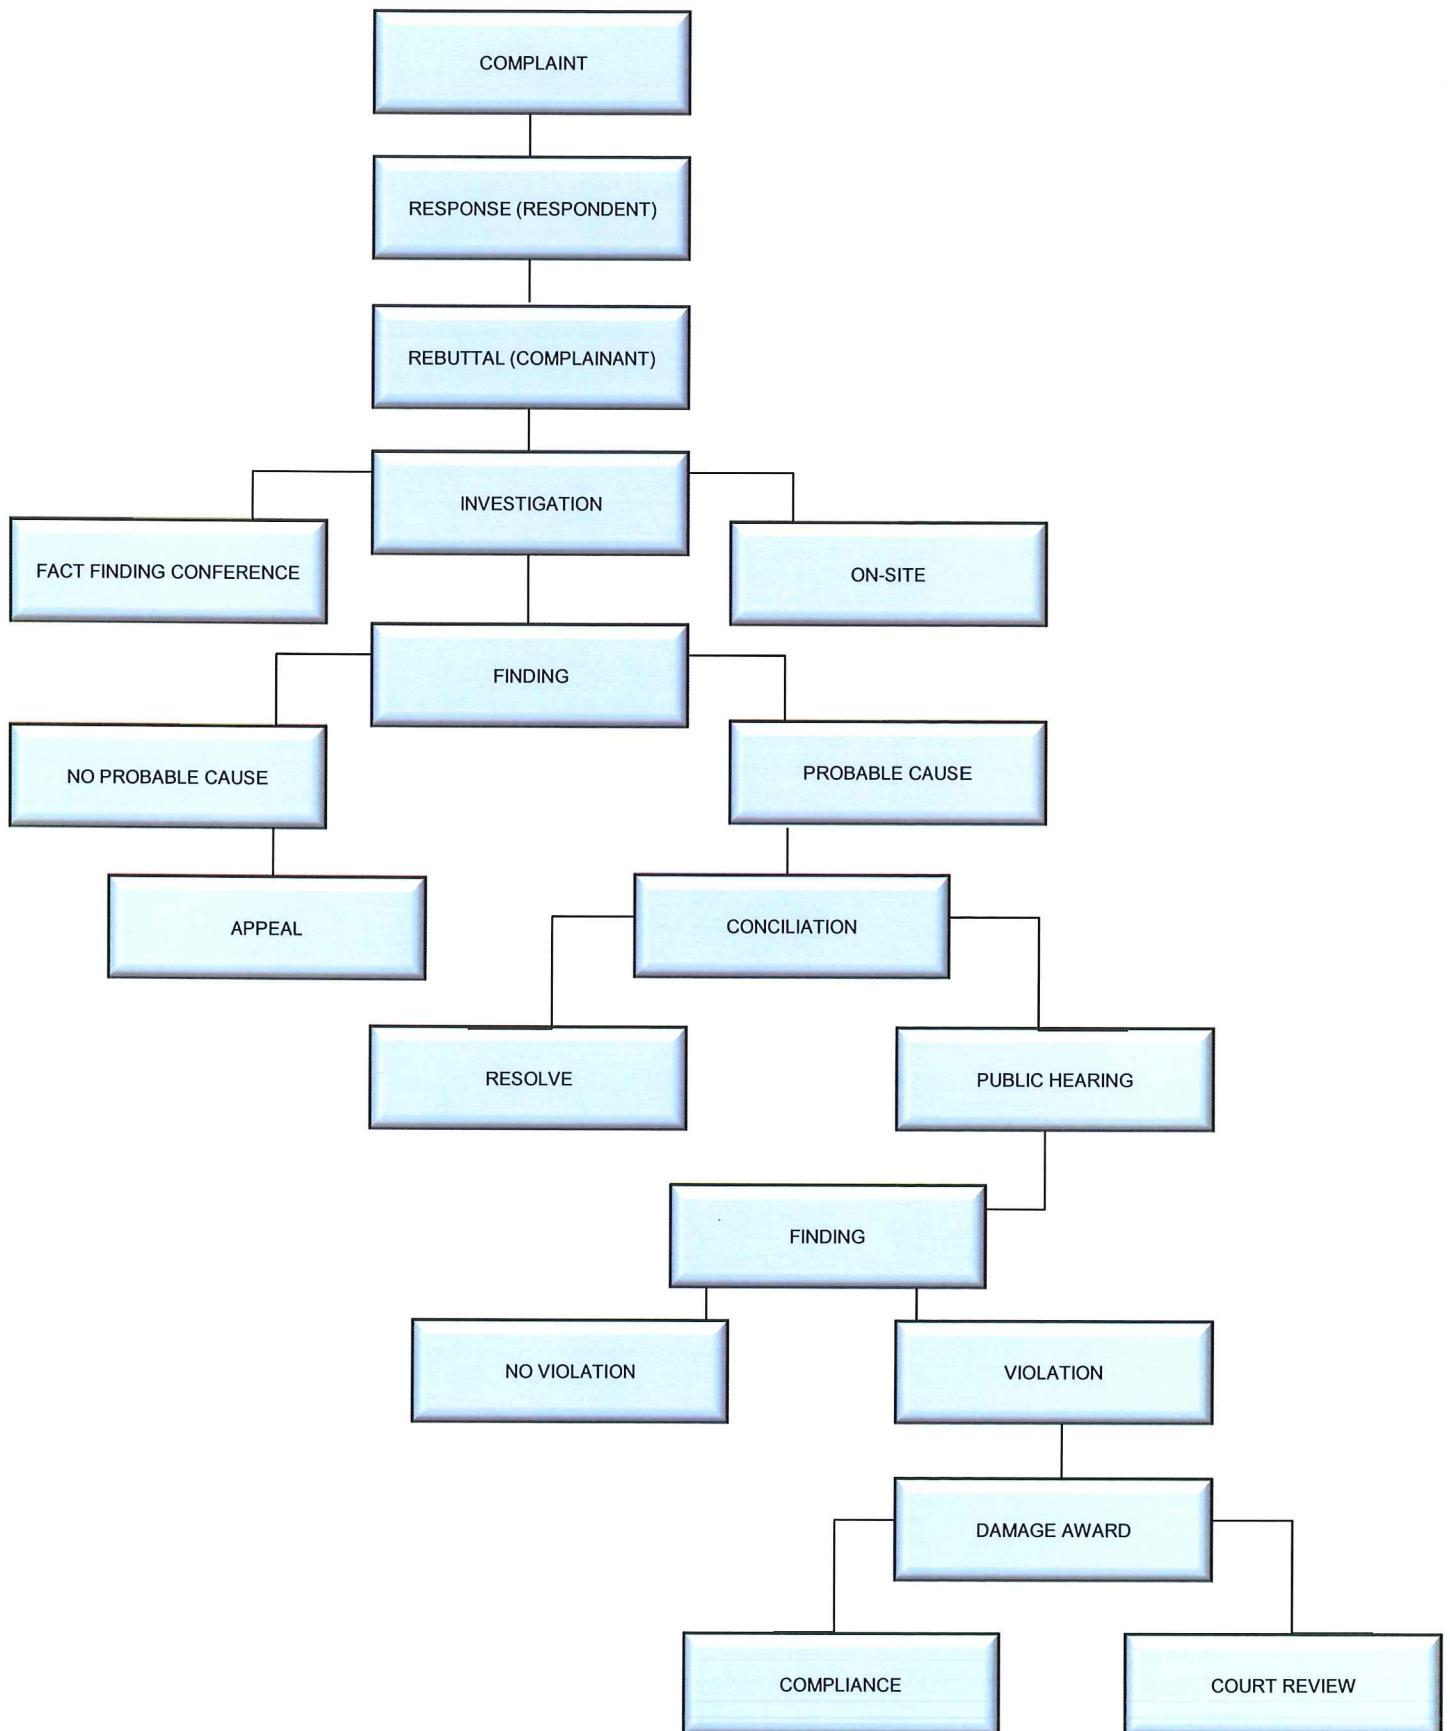 COMPLAINT
RESPONSE (RESPONDENT)
REBUTTAL (COMPLAINANT)
INVESTIGATION
FACT FINDING CONFERENCE
ON-SITE
FINDING
NO PROBABLE CAUSE
PROBABLE CAUSE
APPEAL
CONCILIATION
RESOLVE
PUBLIC HEARING
FINDING
NO VIOLATION
VIOLATION
DAMAGE AWARD
COMPLIANCE
COURT REVIEW